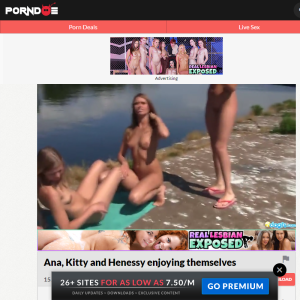 PORNDOE
Porn Deals
Live Sex
REAL LESBIAN
EXPOSED
Advertising
REAL LESBIAN
EXPOSED
Ana, Kitty and Henessy enjoying themselves
26+ SITES FOR AS LOW AS 7.50/M
DAILY UPDATES • DOWNLOADS • EXCLUSIVE CONTENT
GO PREMIUM